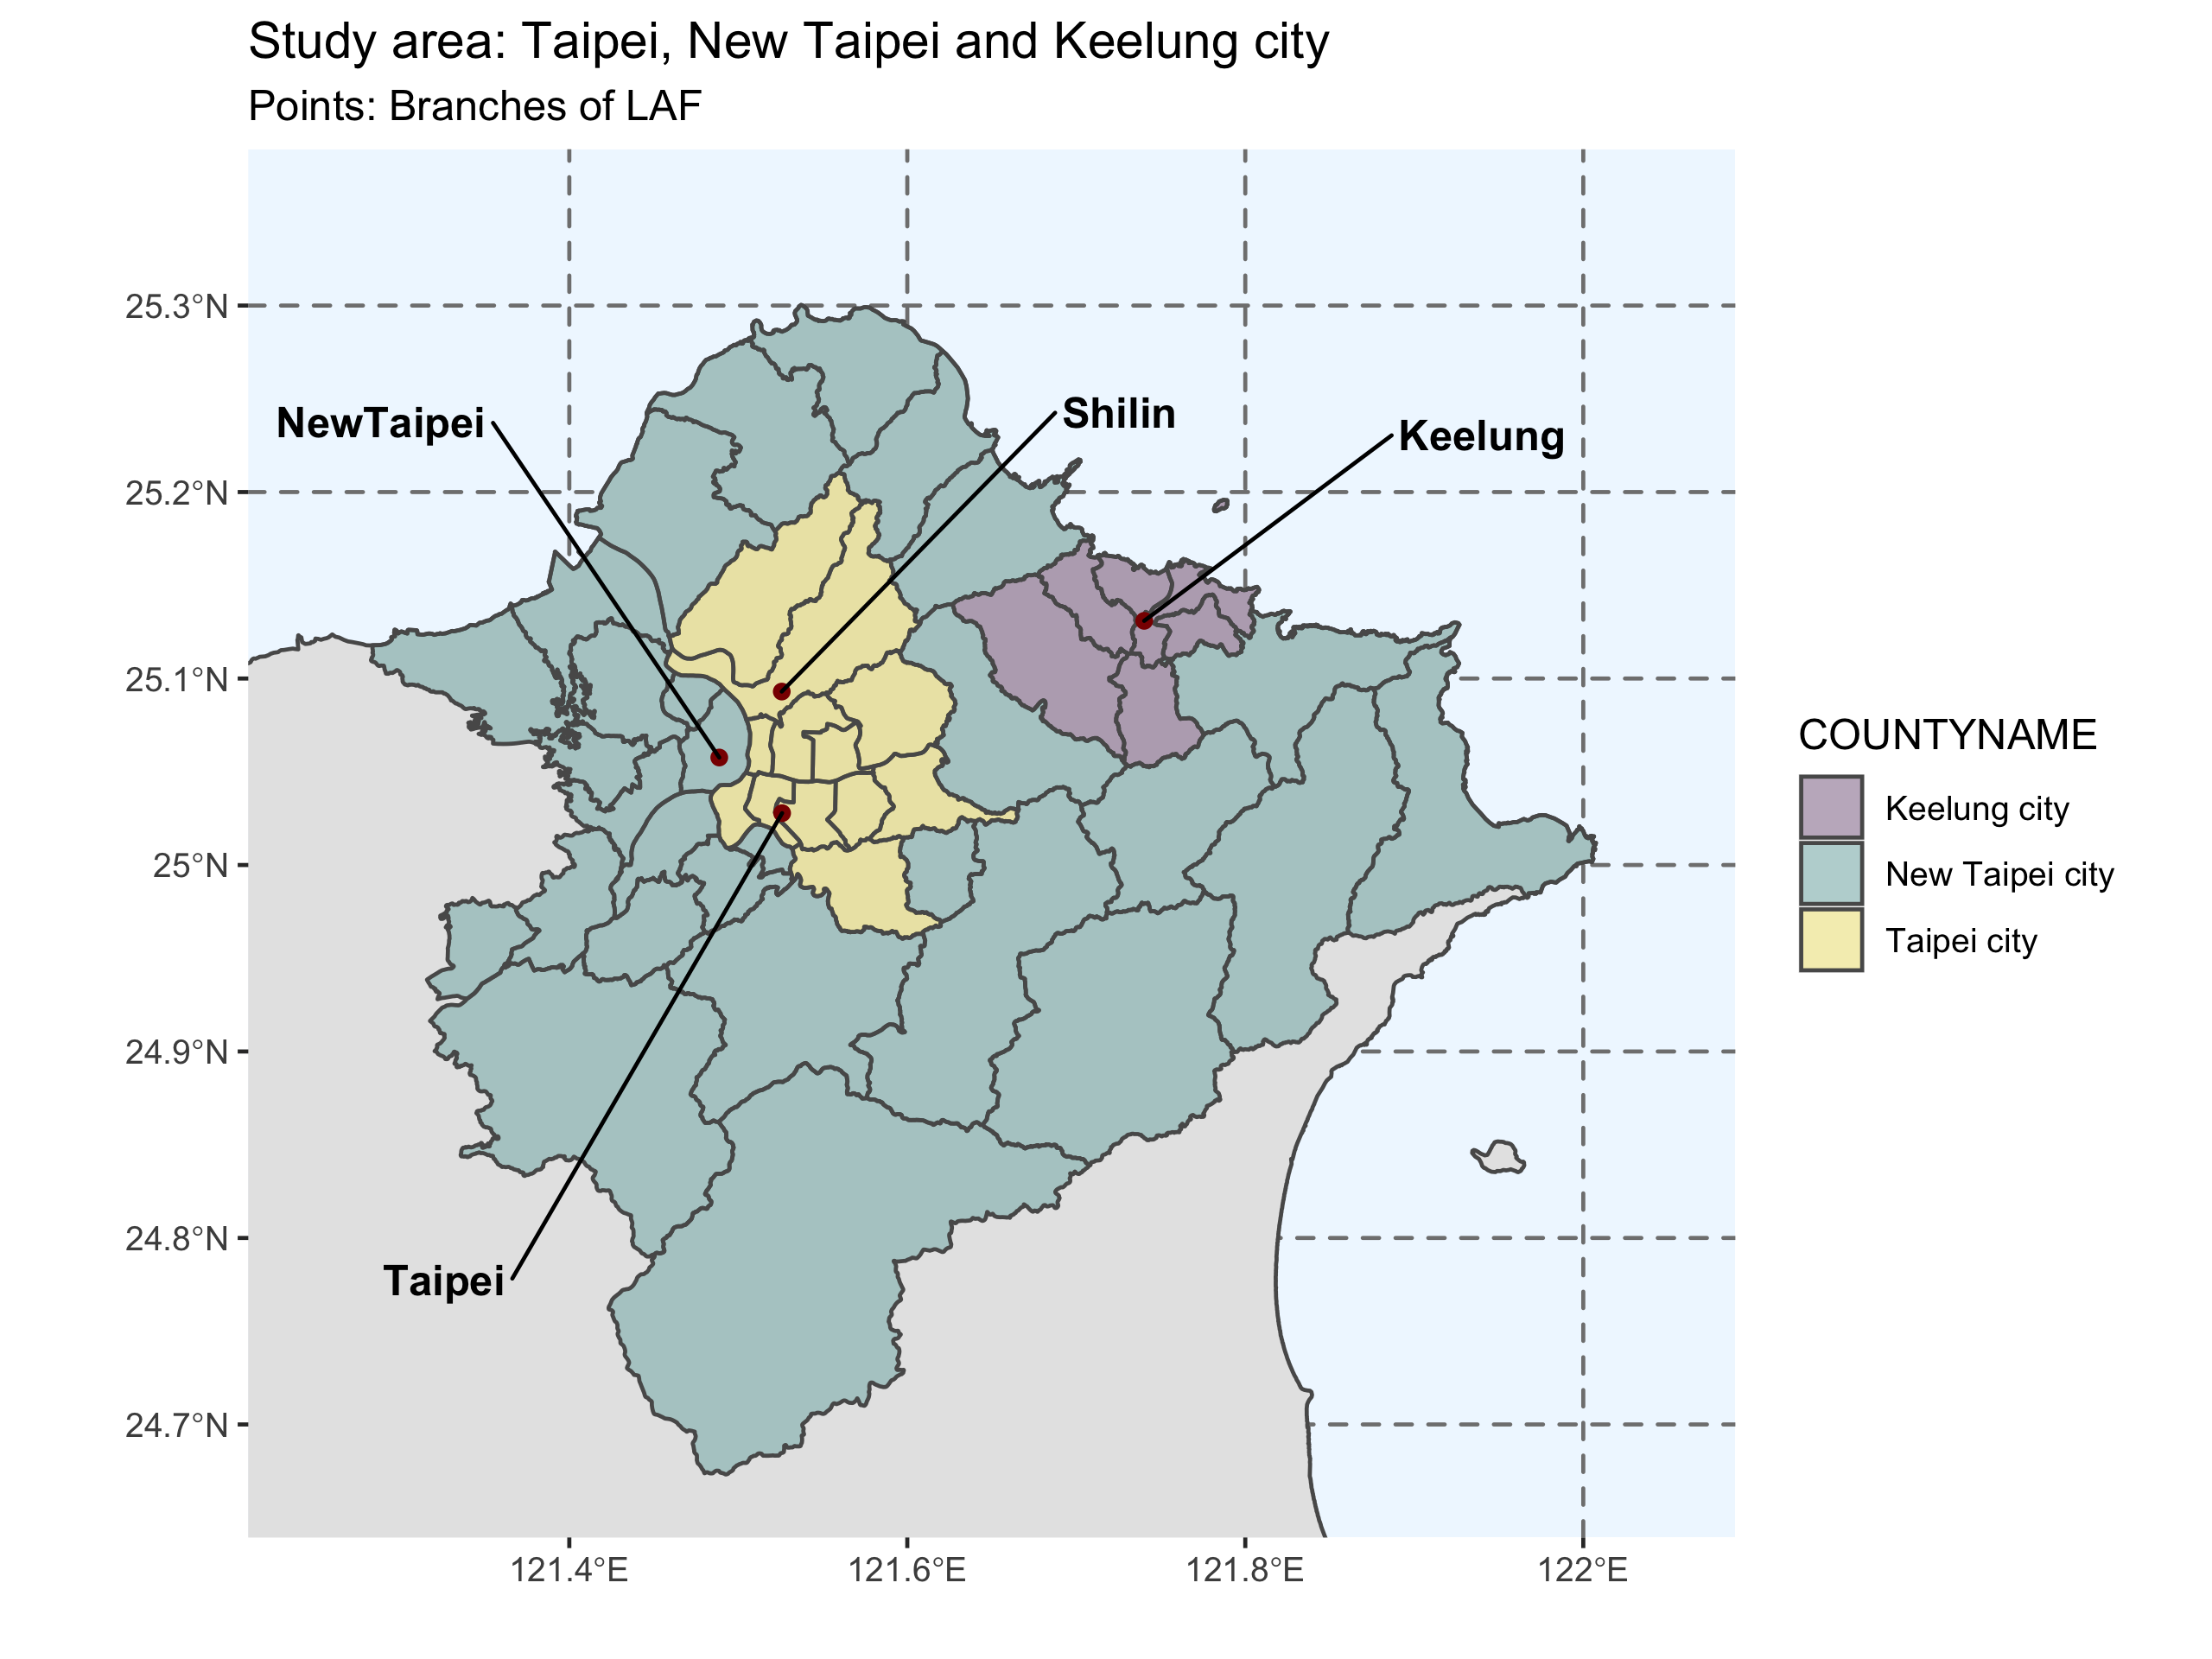 Study area: Taipei, New Taipei and Keelung city
Points: Branches of LAF
25.3°N
25.2°N
25.1°N
25°N
24.9°N
24.8°N
24.7°N
NewTaipei
Shilin
Keelung
Taipei
121.4°E
121.6°E
121.8°E
122°E
COUNTYNAME
Keelung city
New Taipei city
Taipei city